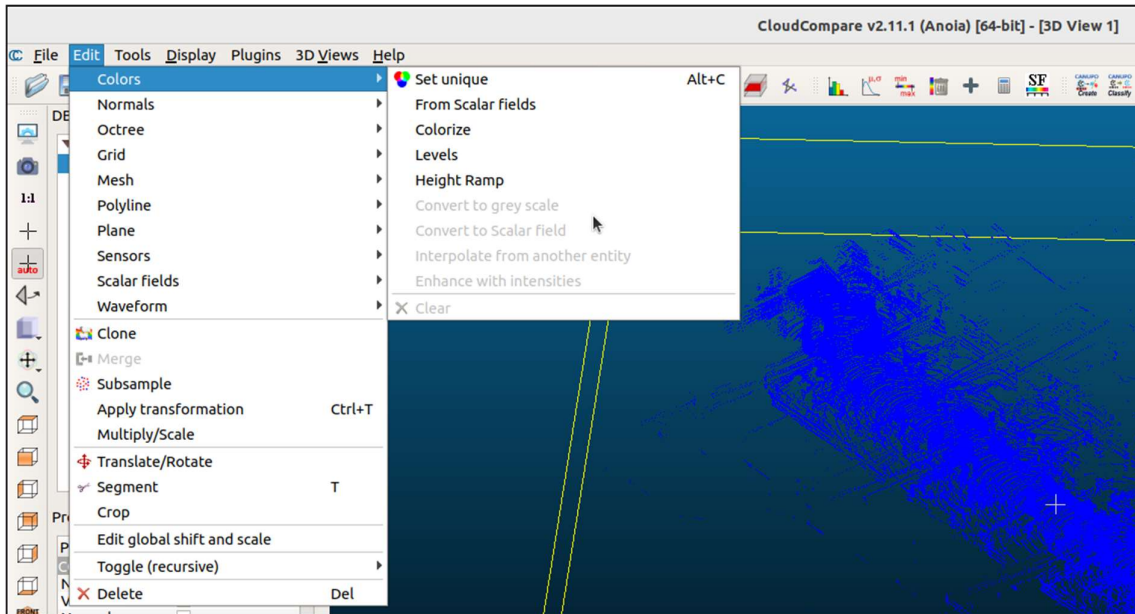 CloudCompare v2.11.1 (Anoia) [64-bit] - [3D View 1]
File Edit Tools Display Plugins 3D Views Help
Colors
Normals
Octree
Grid
Mesh
Polyline
Plane
Sensors
Scalar fields
Waveform
Clone
Merge
Subsample
Apply transformation Ctrl+T
Multiply/Scale
Translate/Rotate
Segment T
Crop
Edit global shift and scale
Toggle (recursive)
Delete Del
Set unique Alt+C
From Scalar fields
Colorize
Levels
Height Ramp
Convert to grey scale
Convert to Scalar field
Interpolate from another entity
Enhance with intensities
Clear
μ,σ
min
max
SF
CANUPO
Create
CANUPO
Classify
DB
1:1
auto
Pr
P
C
N
V
FRONT